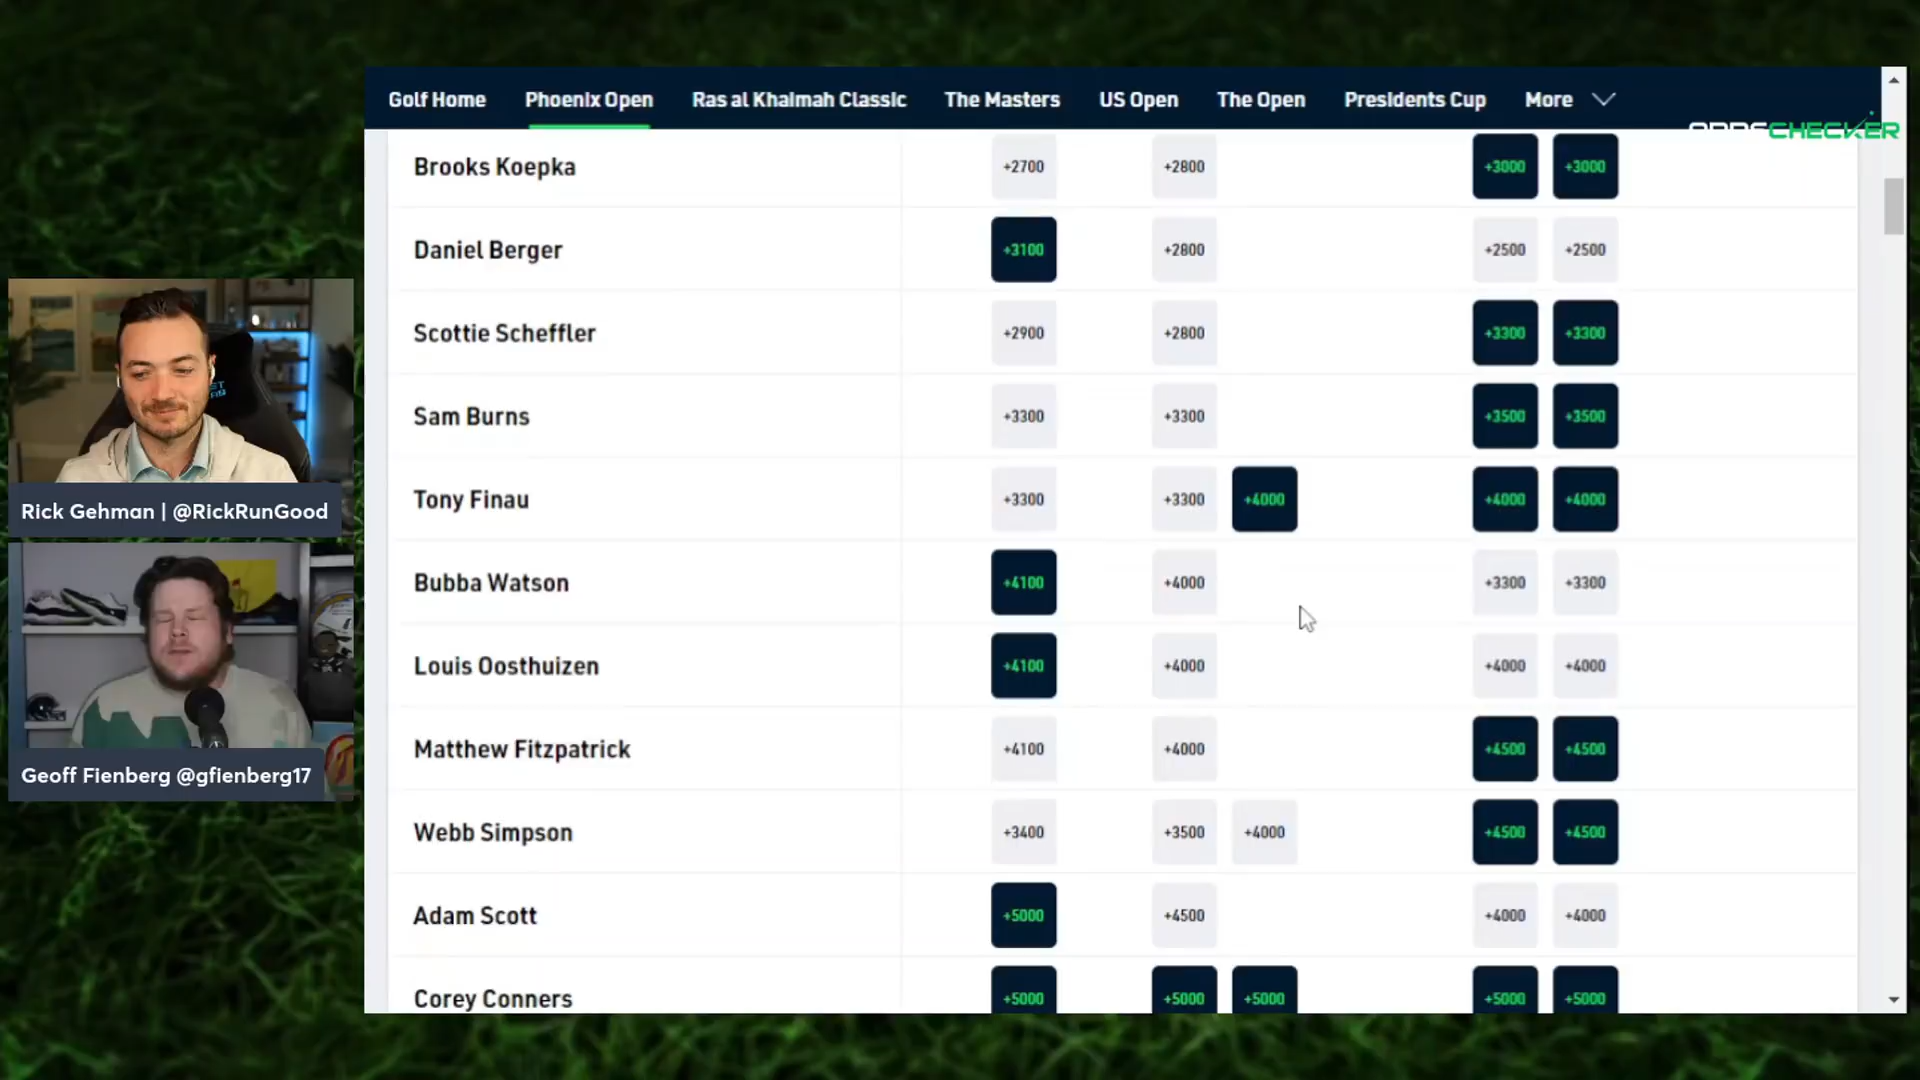 Golf Home Phoenix Open Ras al Khaimah Classic The Masters US Open The Open Presidents Cup More
CHECKER
Brooks Koepka +2700 +2800 +3000 +3000
Daniel Berger +3100 +2800 +2500 +2500
Scottie Scheffler +2900 +2800 +3300 +3300
Sam Burns +3300 +3300 +3500 +3500
Tony Finau +3300 +3300 +4000 +4000 +4000
Bubba Watson +4100 +4000 +3300 +3300
Louis Oosthuizen +4100 +4000 +4000 +4000
Matthew Fitzpatrick +4100 +4000 +4500 +4500
Webb Simpson +3400 +3500 +4000 +4500 +4500
Adam Scott +5000 +4500 +4000 +4000
Corey Conners +5000 +5000 +5000 +5000 +5000
Rick Gehman | @RickRunGood
Geoff Fienberg @gfienberg17